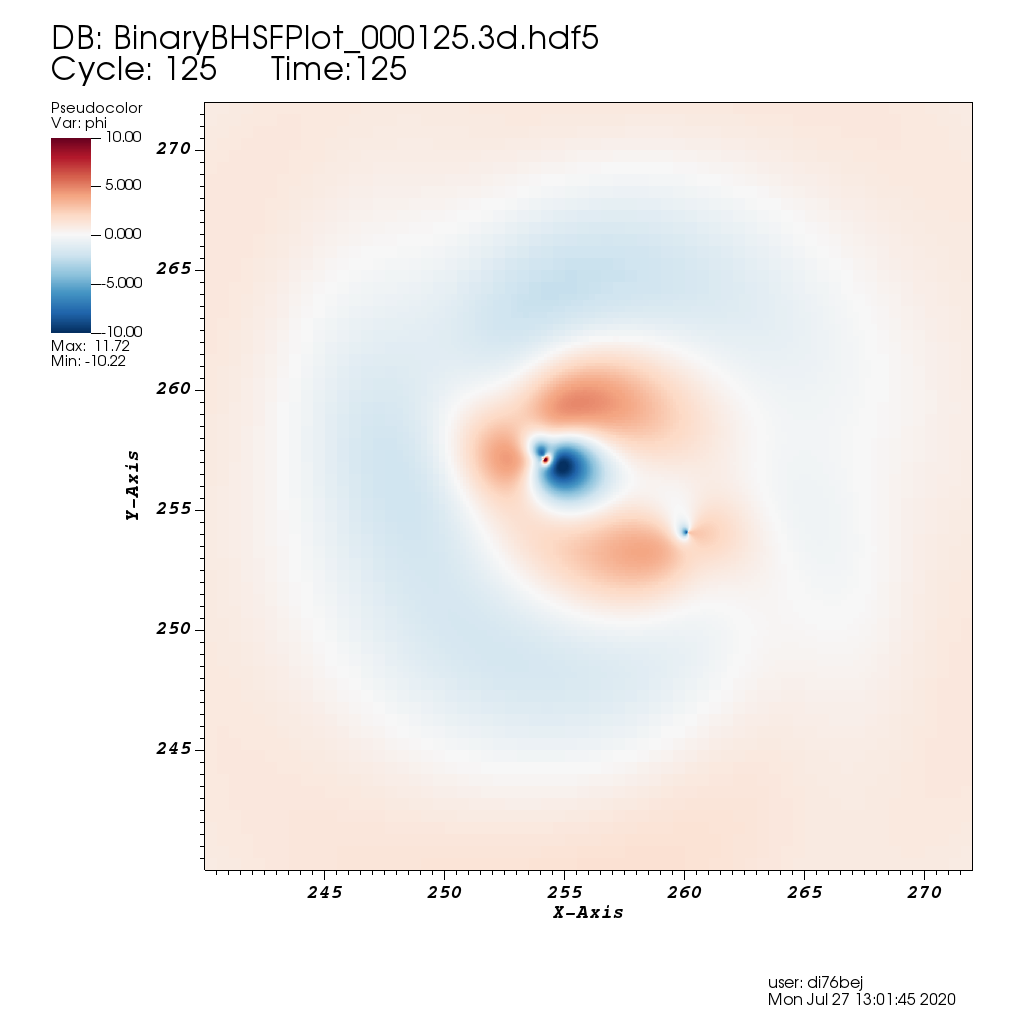 DB: BinaryBHSFPlot_000125.3d.hdf5
Cycle: 125 Time:125
Pseudocolor
Var: phi
10.00
5.000
0.000
-5.000
-10.00
Max: 11.72
Min: -10.22
270
265
260
255
250
245
Y-Axis
245 250 255 260 265 270
X-Axis
user: di76bej
Mon Jul 27 13:01:45 2020